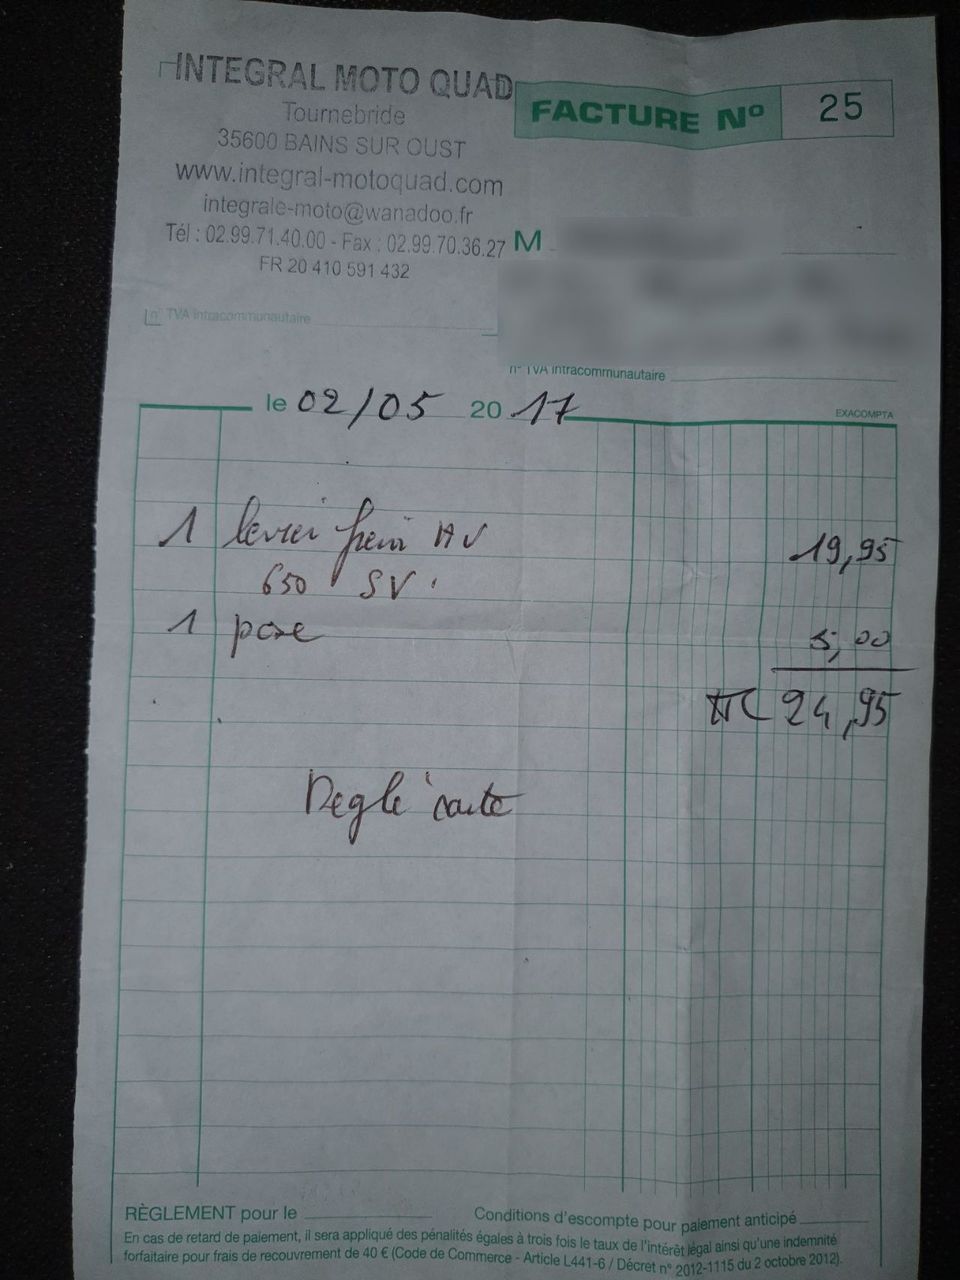 INTEGRAL MOTO QUAD
Tournebride
35600 BAINS SUR OUST
www.integral-motoquad.com
integrale-moto@wanadoo.fr
Tél : 02.99.71.40.00 - Fax : 02.99.70.36.27
FR 20 410 591 432
n° TVA intracommunautaire
FACTURE N° 25
M
n° TVA intracommunautaire
le 02/05 2017
EXACOMPTA
1 levier frein AV 19,95
650 SV
1 pose 5,00
TTC 24,95
Reglé carte
RÈGLEMENT pour le
Conditions d'escompte pour paiement anticipé
En cas de retard de paiement, il sera appliqué des pénalités égales à trois fois le taux de l'intérêt légal ainsi qu'une indemnité
forfaitaire pour frais de recouvrement de 40 € (Code de Commerce - Article L441-6 / Décret n° 2012-1115 du 2 octobre 2012).